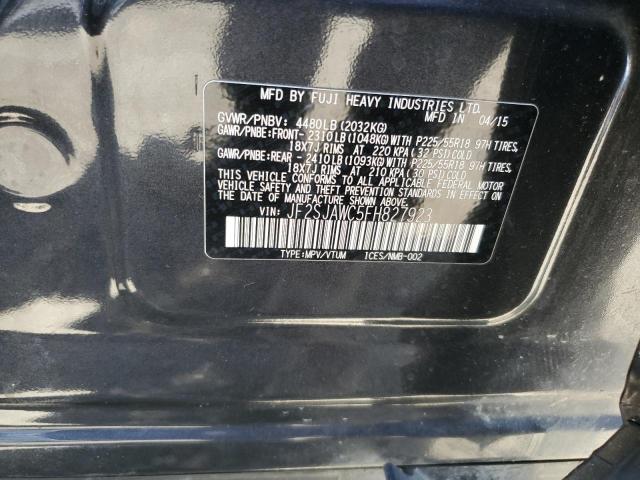 MFD BY FUJI HEAVY INDUSTRIES LTD.
MFD IN 04/15
GVWR/PNBV: 4480LB (2032KG)
GAWR/PNBE:FRONT- 2310LB (1048KG) WITH P225/55R18 97H TIRES,
18X7J RIMS AT 220 KPA (32 PSI) COLD
GAWR/PNBE:REAR - 2410LB (1093KG) WITH P225/55R18 97H TIRES,
18X7J RIMS AT 210 KPA (30 PSI) COLD
THIS VEHICLE CONFORMS TO ALL APPLICABLE FEDERAL MOTOR
VEHICLE SAFETY AND BUMPER STANDARDS IN EFFECT ON
THE DATE OF MANUFACTURE SHOWN ABOVE.
VIN: JF2SJAWC5FH827923
TYPE:MPV/VTUM ICES/NMB-002